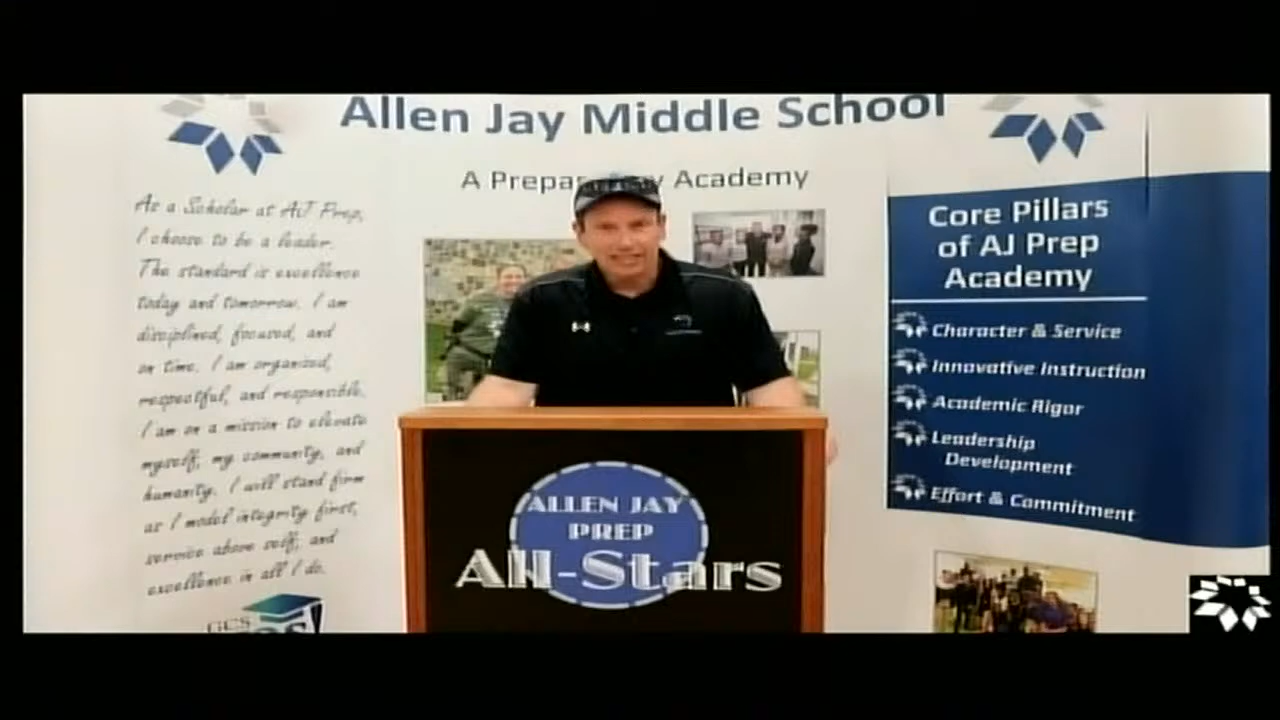 Allen Jay Middle School
A Preparatory Academy
As a Scholar at AJ Prep,
I choose to be a leader.
The standard is excellence
today and tomorrow. I am
disciplined, focused, and
on time. I am organized,
respectful, and responsible.
I am on a mission to elevate
myself, my community, and
humanity. I will stand firm
as I model integrity first,
service above self, and
excellence in all I do.
GCS
Core Pillars
of AJ Prep
Academy
Character & Service
Innovative Instruction
Academic Rigor
Leadership
Development
Effort & Commitment
ALLEN JAY
PREP
All-Stars